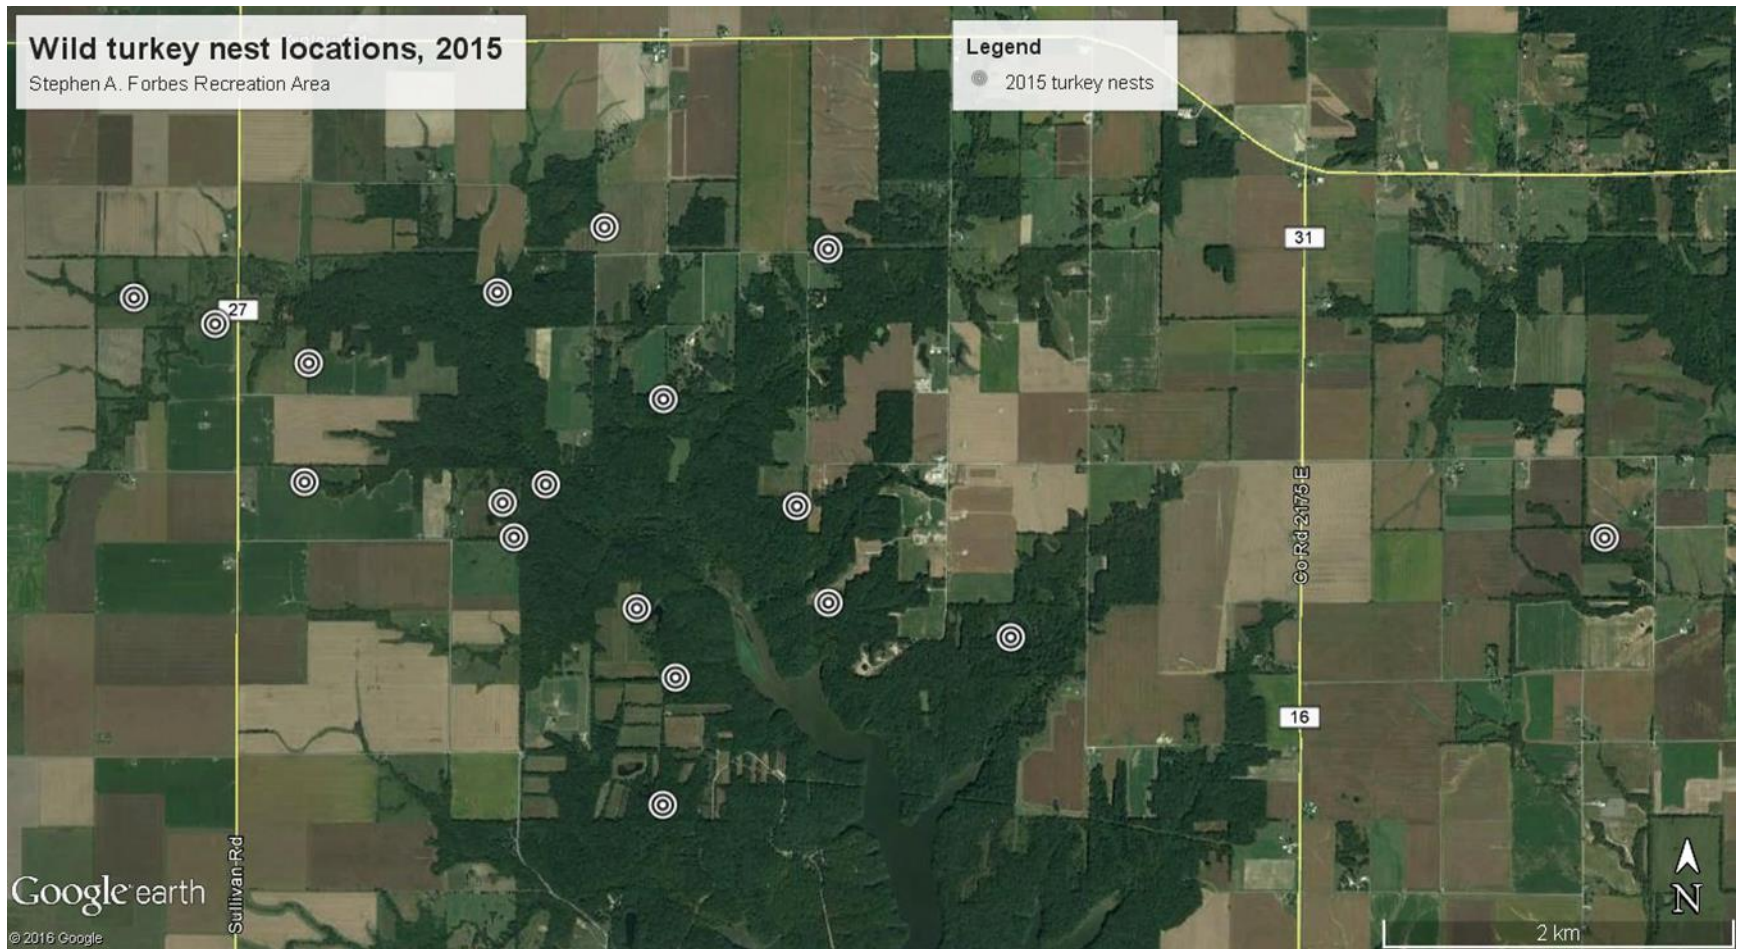 Wild turkey nest locations, 2015
Stephen A. Forbes Recreation Area
Legend
2015 turkey nests
31
27
Co Rd 2175 E
16
Sullivan Rd
Google earth
© 2016 Google
N
2 km